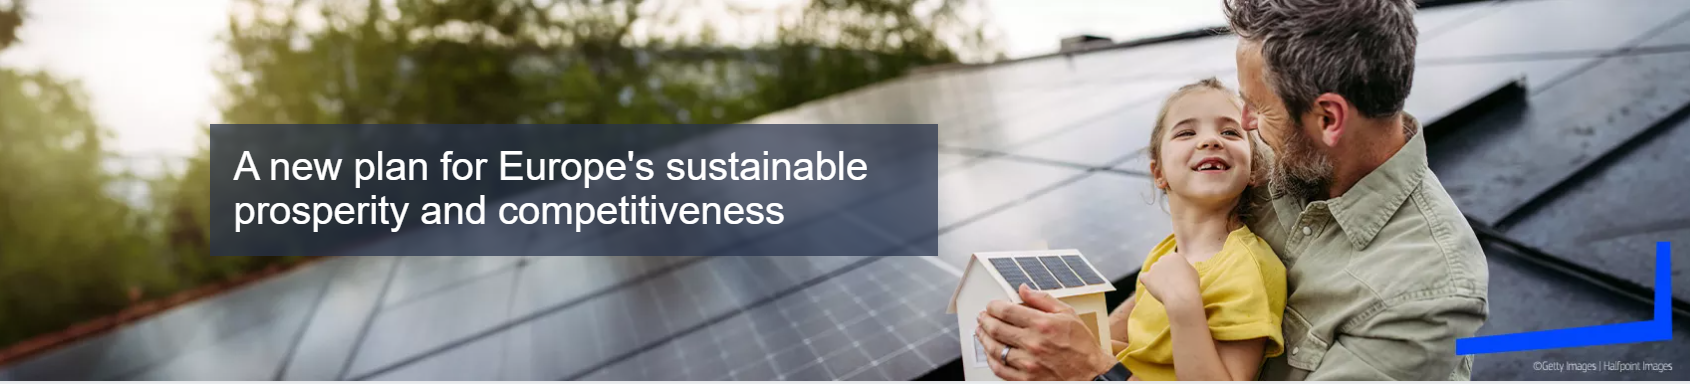 A new plan for Europe's sustainable
prosperity and competitiveness
©Getty Images | Halfpoint Images